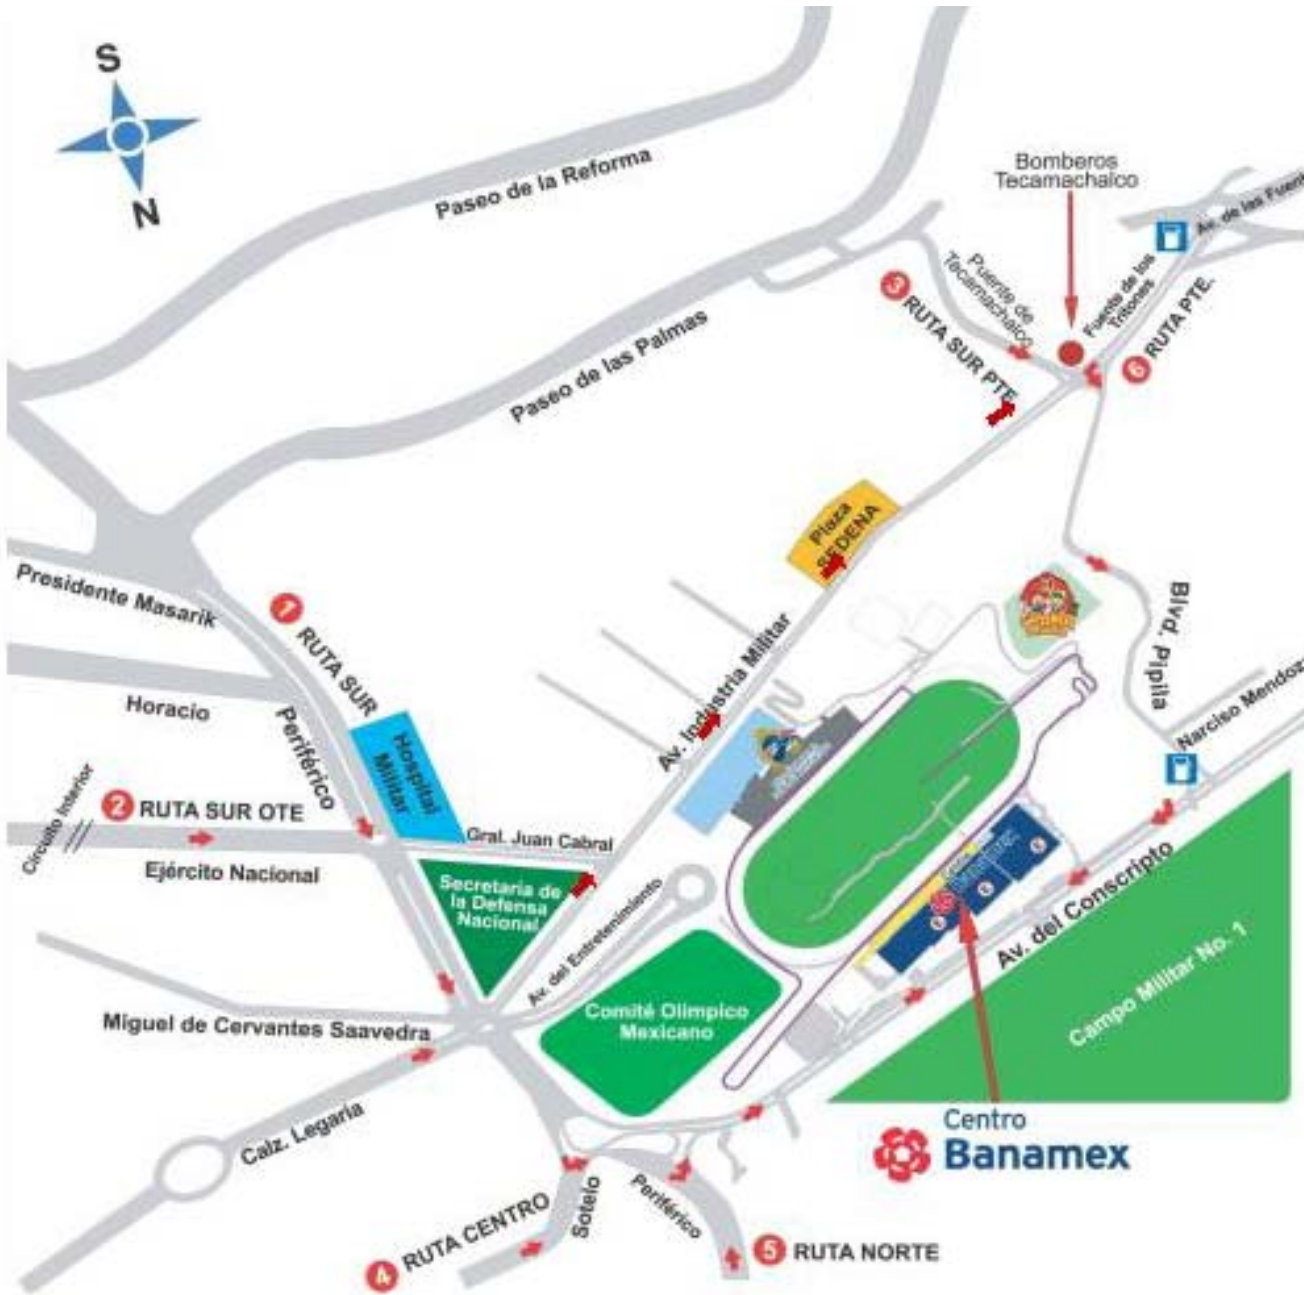 S
N
Paseo de la Reforma
Bomberos
Tecamachalco
Av. de las Fuent
Puente de
Tecamachalco
Fuente de los
Tritones
3 RUTA SUR PTE.
6 RUTA PTE.
Paseo de las Palmas
Plaza
SEDENA
Presidente Masarik
1 RUTA SUR
Blvd. Pipila
Av. Industria Militar
Horacio
Periférico
Narciso Mendoza
Hospital
Militar
Circuito Interior
2 RUTA SUR OTE
Gral. Juan Cabral
Ejército Nacional
Secretaria de
la Defensa
Nacional
Av. del Entretenimiento
Av. del Conscripto
Campo Militar No. 1
Comité Olimpico
Mexicano
Miguel de Cervantes Saavedra
Calz. Legaria
Centro
Banamex
4 RUTA CENTRO
Sotelo
Periférico
5 RUTA NORTE